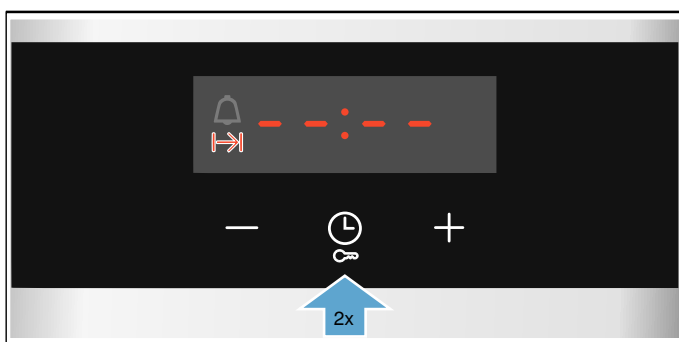 – –:– –
2x